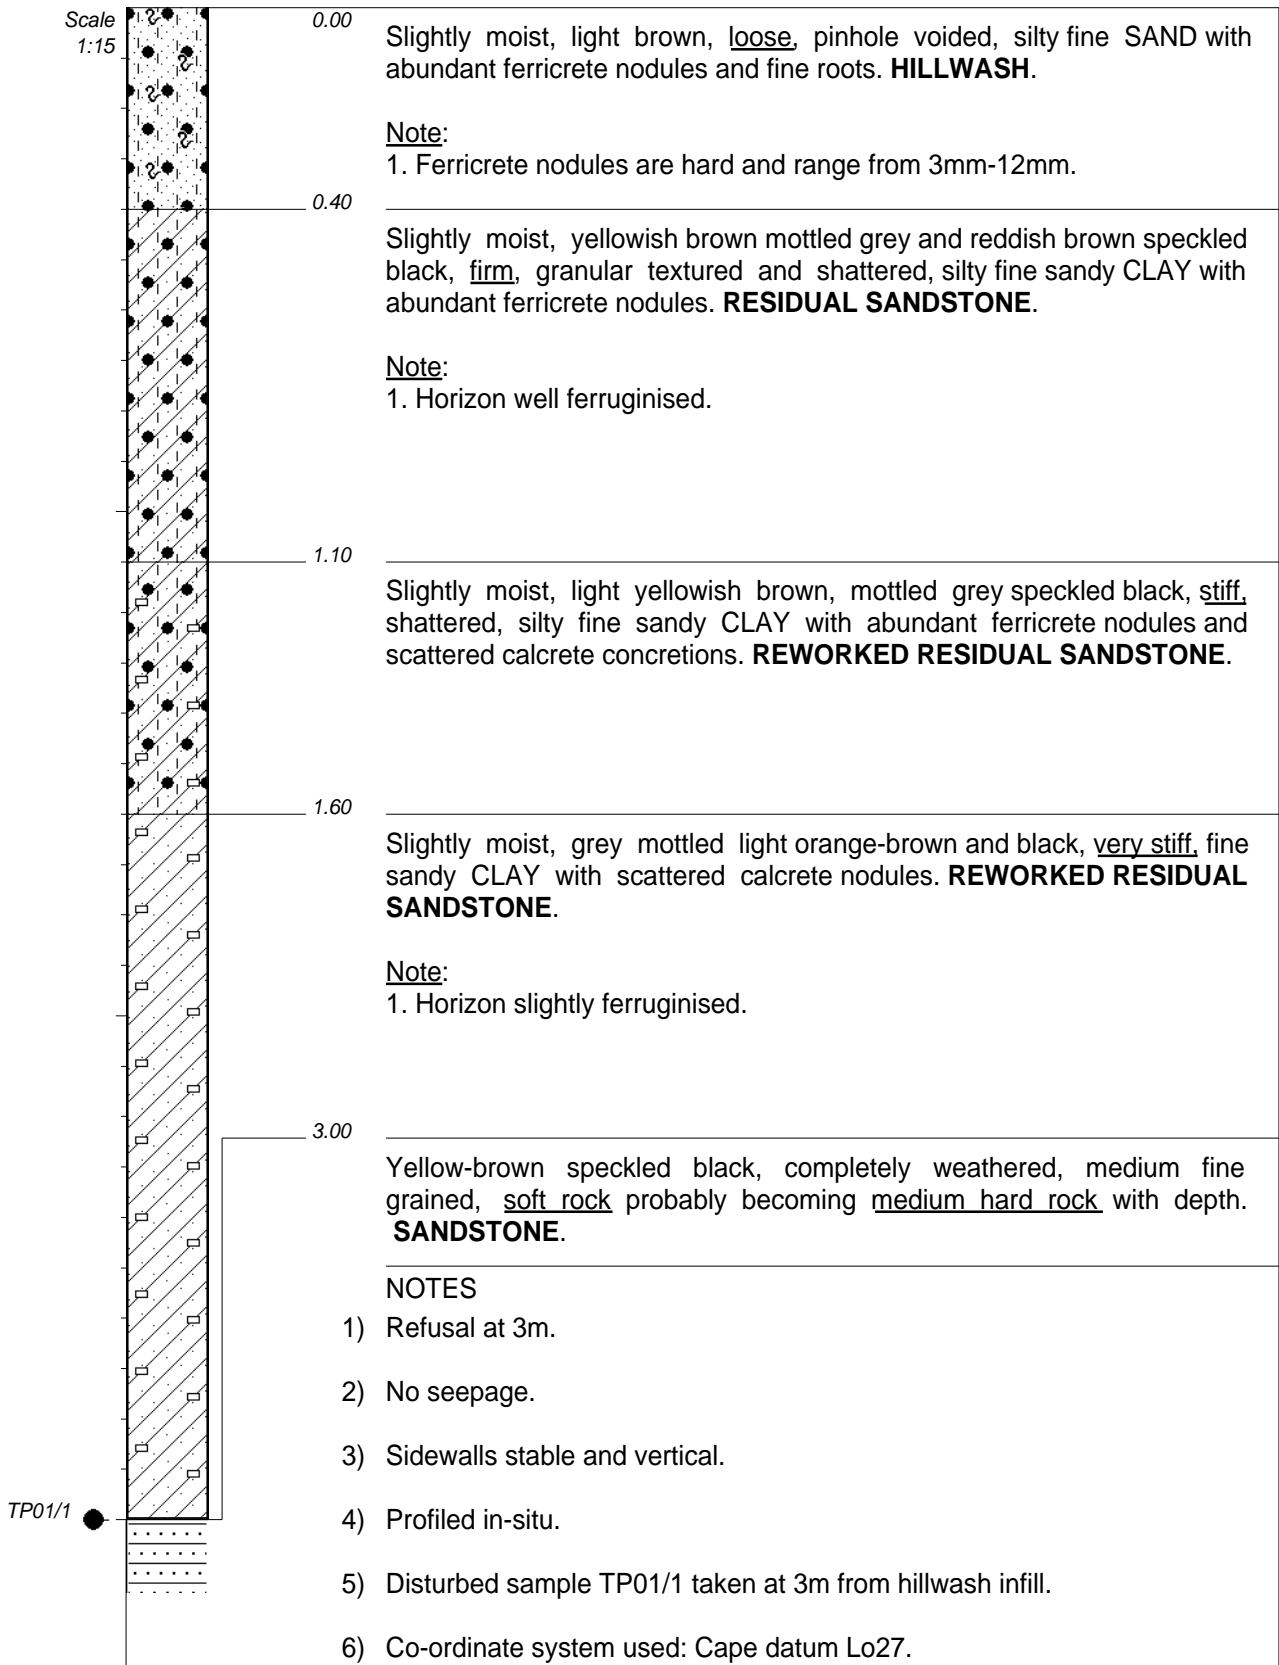 Scale
1:15
0.00
Slightly moist, light brown, loose, pinhole voided, silty fine SAND with
abundant ferricrete nodules and fine roots. HILLWASH.
Note:
1. Ferricrete nodules are hard and range from 3mm-12mm.
0.40
Slightly moist, yellowish brown mottled grey and reddish brown speckled
black, firm, granular textured and shattered, silty fine sandy CLAY with
abundant ferricrete nodules. RESIDUAL SANDSTONE.
Note:
1. Horizon well ferruginised.
1.10
Slightly moist, light yellowish brown, mottled grey speckled black, stiff,
shattered, silty fine sandy CLAY with abundant ferricrete nodules and
scattered calcrete concretions. REWORKED RESIDUAL SANDSTONE.
1.60
Slightly moist, grey mottled light orange-brown and black, very stiff, fine
sandy CLAY with scattered calcrete nodules. REWORKED RESIDUAL
SANDSTONE.
Note:
1. Horizon slightly ferruginised.
3.00
Yellow-brown speckled black, completely weathered, medium fine
grained, soft rock probably becoming medium hard rock with depth.
SANDSTONE.
NOTES
1) Refusal at 3m.
2) No seepage.
3) Sidewalls stable and vertical.
TP01/1
4) Profiled in-situ.
5) Disturbed sample TP01/1 taken at 3m from hillwash infill.
6) Co-ordinate system used: Cape datum Lo27.